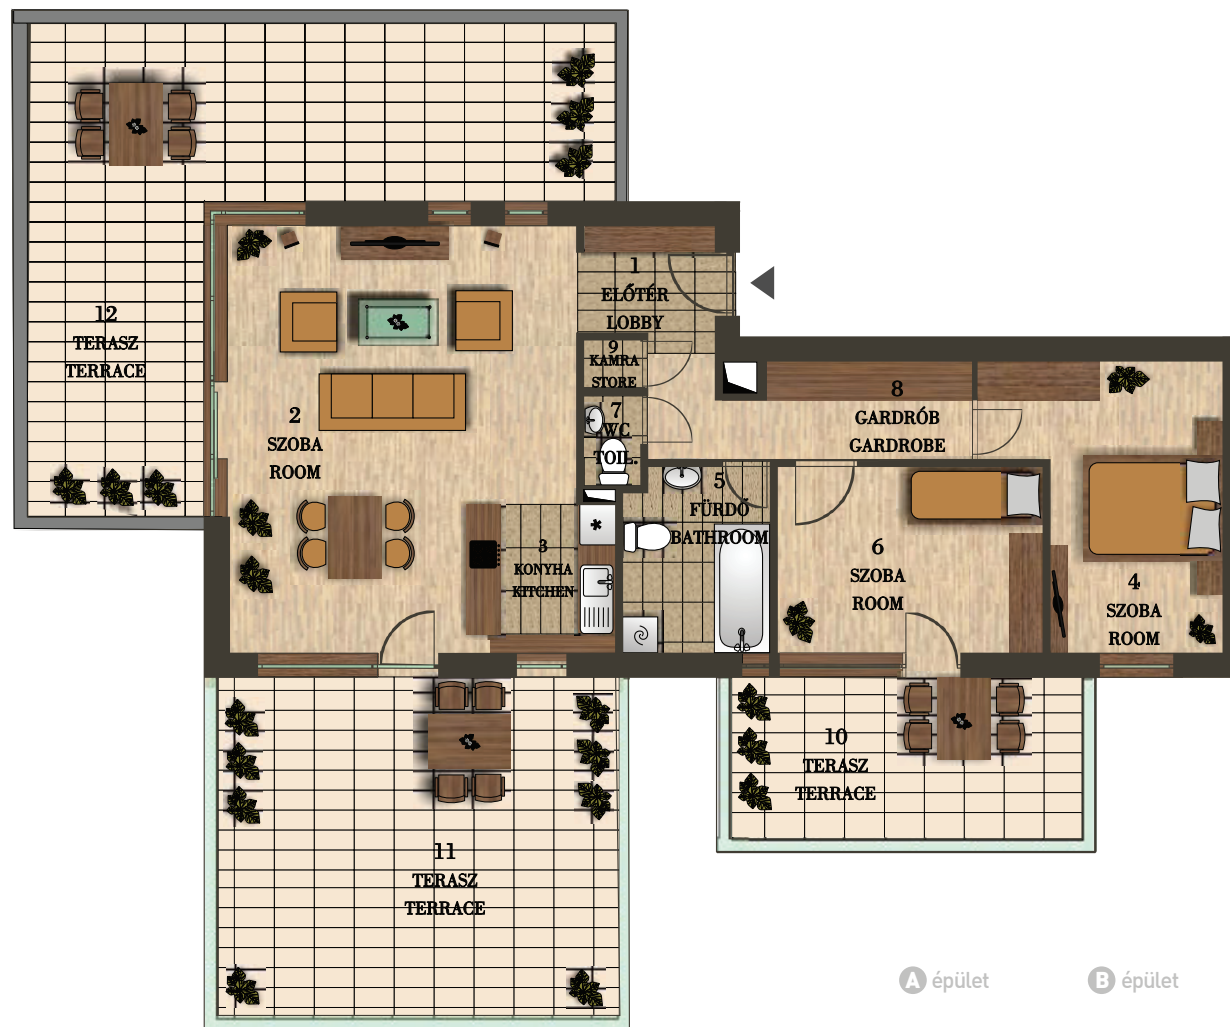 1
ELŐTÉR
LOBBY
9
KAMRA
STORE
12
TERASZ
TERRACE
8
GARDRÓB
GARDROBE
2
SZOBA
ROOM
7
WC
TOIL.
5
FÜRDŐ
BATHROOM
3
KONYHA
KITCHEN
6
SZOBA
ROOM
4
SZOBA
ROOM
10
TERASZ
TERRACE
11
TERASZ
TERRACE
A épület
B épület